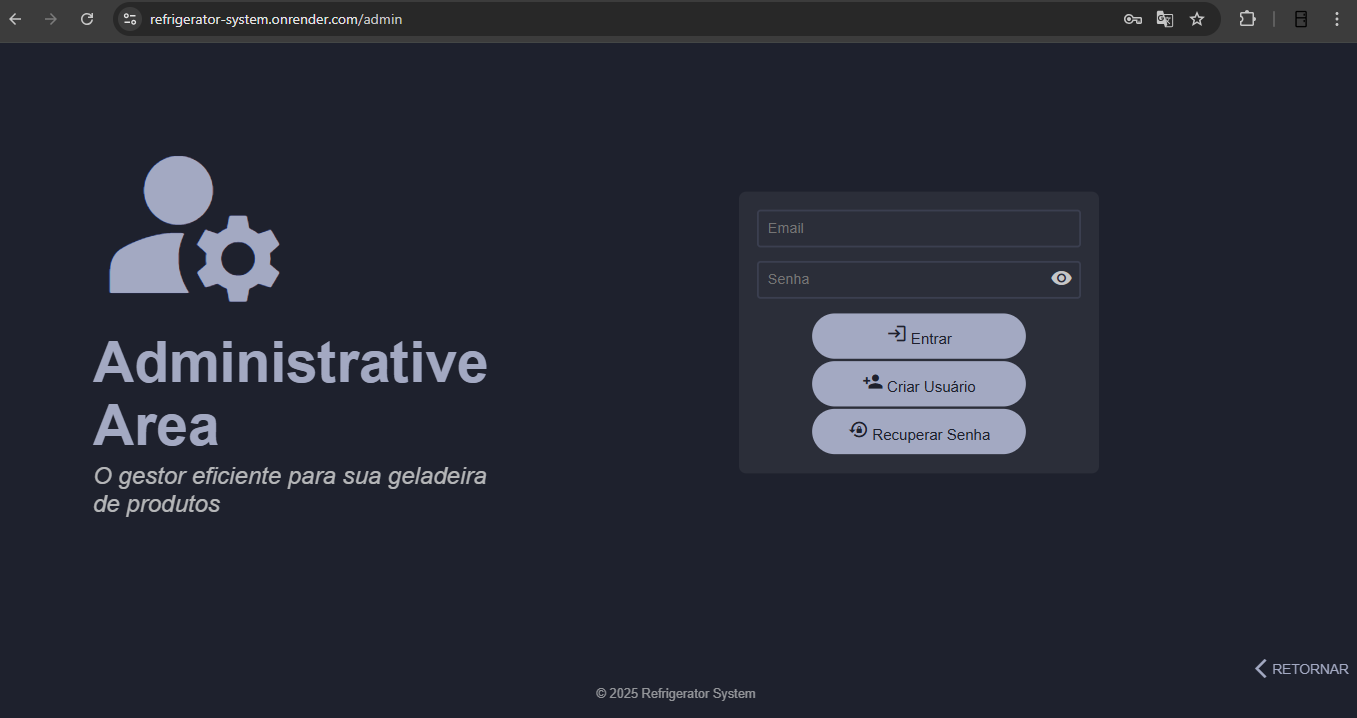 refrigerator-system.onrender.com/admin
Administrative
Area
O gestor eficiente para sua geladeira
de produtos
Email
Senha
Entrar
Criar Usuário
Recuperar Senha
RETORNAR
© 2025 Refrigerator System